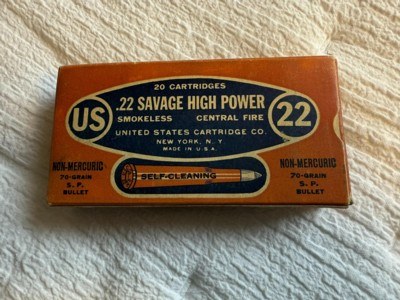 20 CARTRIDGES
US .22 SAVAGE HIGH POWER 22
SMOKELESS CENTRAL FIRE
UNITED STATES CARTRIDGE CO.
NEW YORK, N.Y.
MADE IN U.S.A.
SELF-CLEANING
NON-MERCURIC
70-GRAIN
S. P.
BULLET
NON-MERCURIC
70-GRAIN
S. P.
BULLET